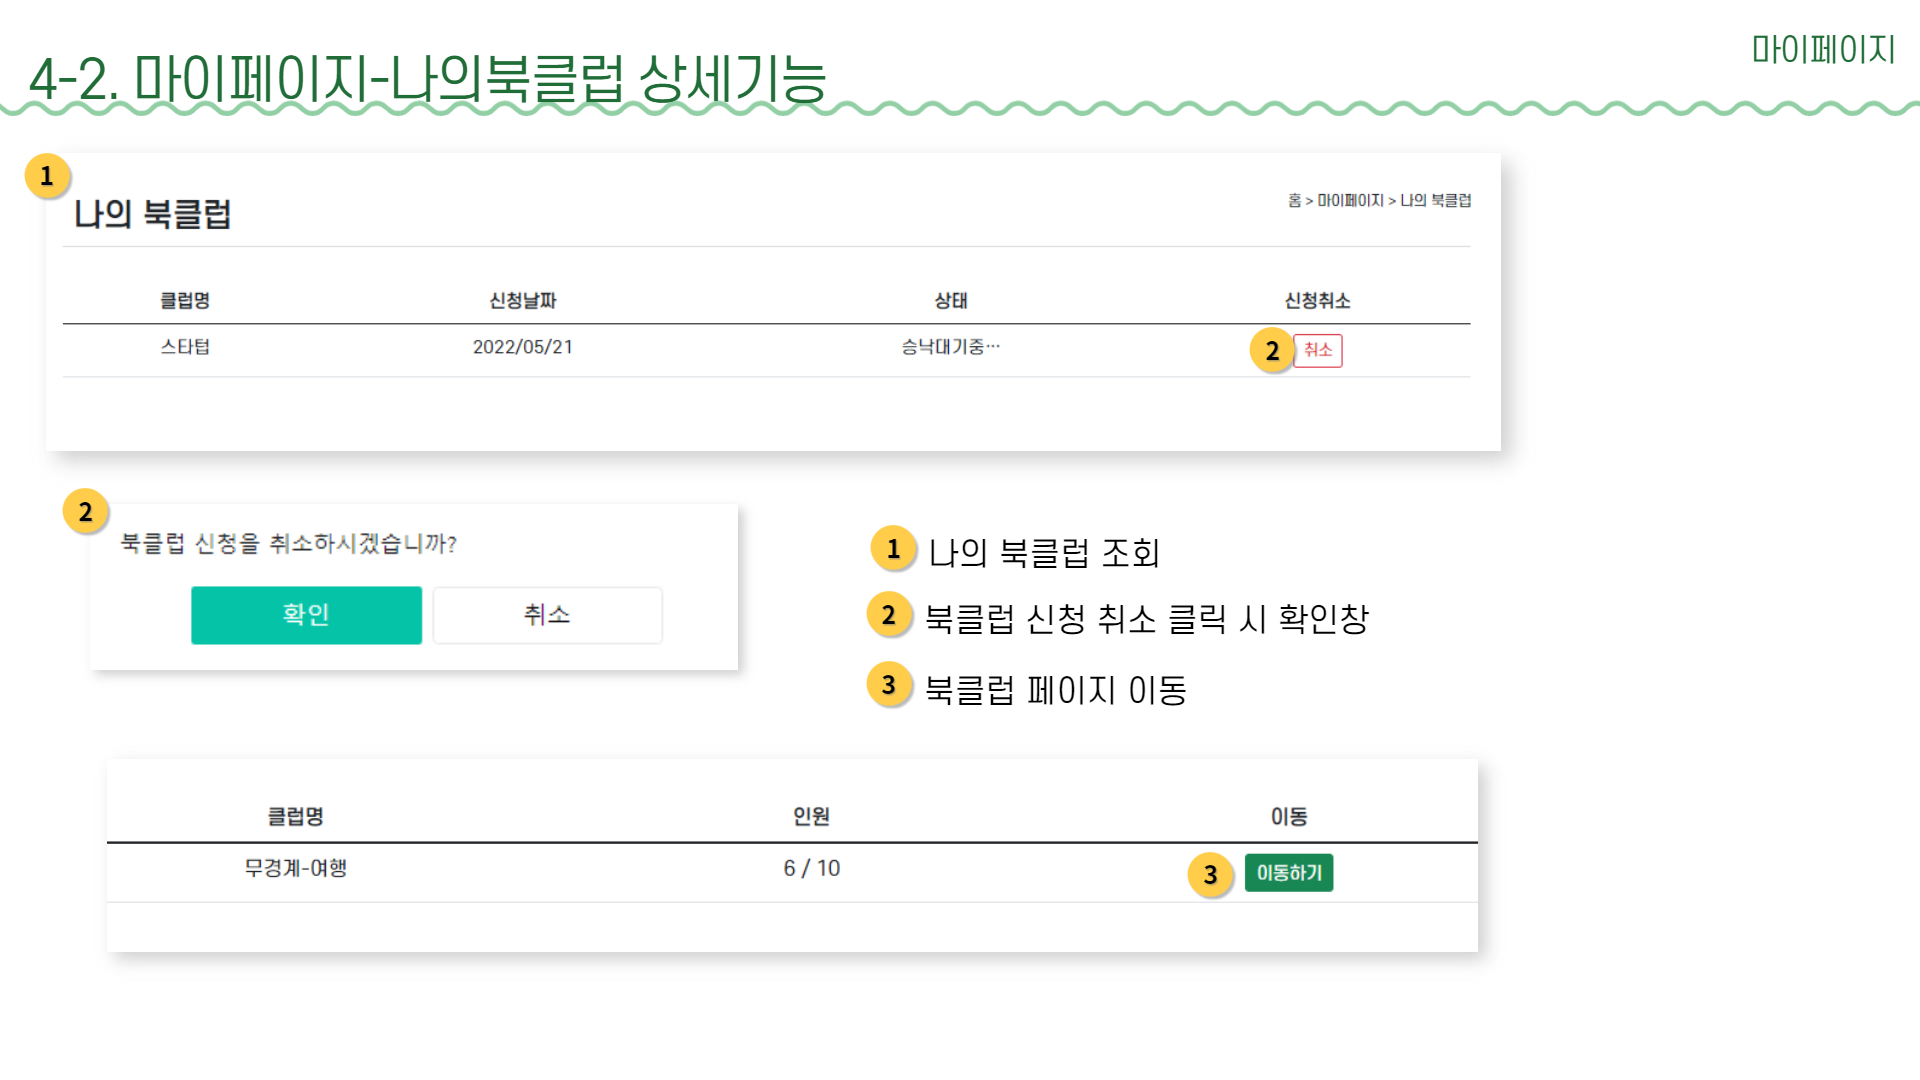 마이페이지
4-2. 마이페이지-나의북클럽 상세기능
1
나의 북클럽
홈 > 마이페이지 > 나의 북클럽
클럽명 신청날짜 상태 신청취소
스타텁 2022/05/21 승낙대기중··· 2 취소
2
북클럽 신청을 취소하시겠습니까?
확인 취소
1 나의 북클럽 조회
2 북클럽 신청 취소 클릭 시 확인창
3 북클럽 페이지 이동
클럽명 인원 이동
무경계-여행 6 / 10 3 이동하기